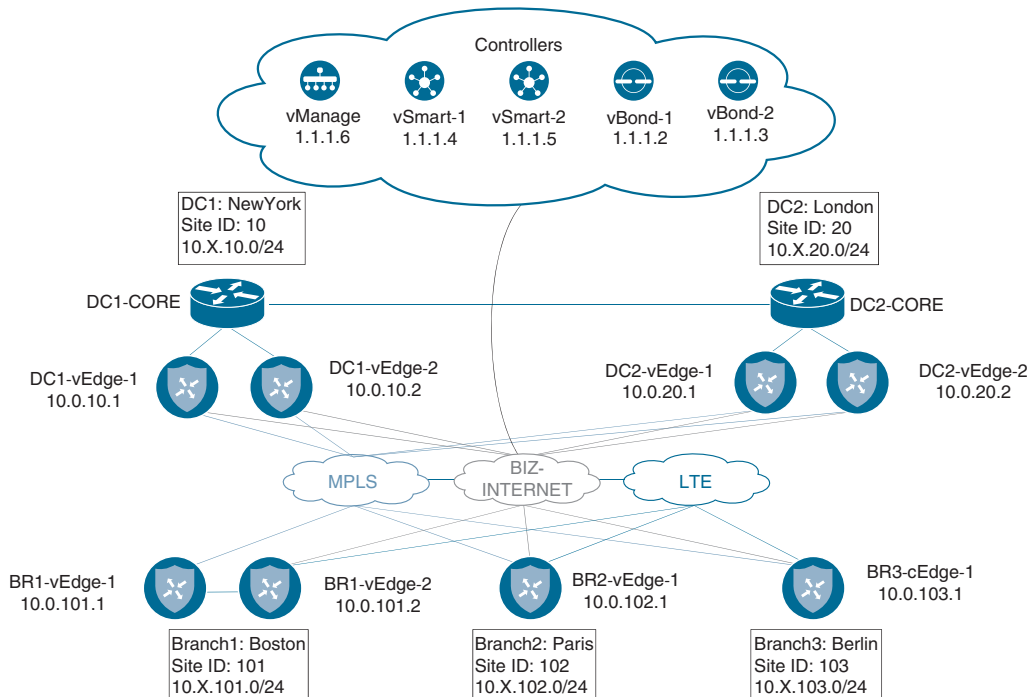 Controllers
vManage
1.1.1.6
vSmart-1
1.1.1.4
vSmart-2
1.1.1.5
vBond-1
1.1.1.2
vBond-2
1.1.1.3
DC1: NewYork
Site ID: 10
10.X.10.0/24
DC2: London
Site ID: 20
10.X.20.0/24
DC1-CORE
DC2-CORE
DC1-vEdge-1
10.0.10.1
DC1-vEdge-2
10.0.10.2
DC2-vEdge-1
10.0.20.1
DC2-vEdge-2
10.0.20.2
MPLS
BIZ-
INTERNET
LTE
BR1-vEdge-1
10.0.101.1
BR1-vEdge-2
10.0.101.2
BR2-vEdge-1
10.0.102.1
BR3-cEdge-1
10.0.103.1
Branch1: Boston
Site ID: 101
10.X.101.0/24
Branch2: Paris
Site ID: 102
10.X.102.0/24
Branch3: Berlin
Site ID: 103
10.X.103.0/24